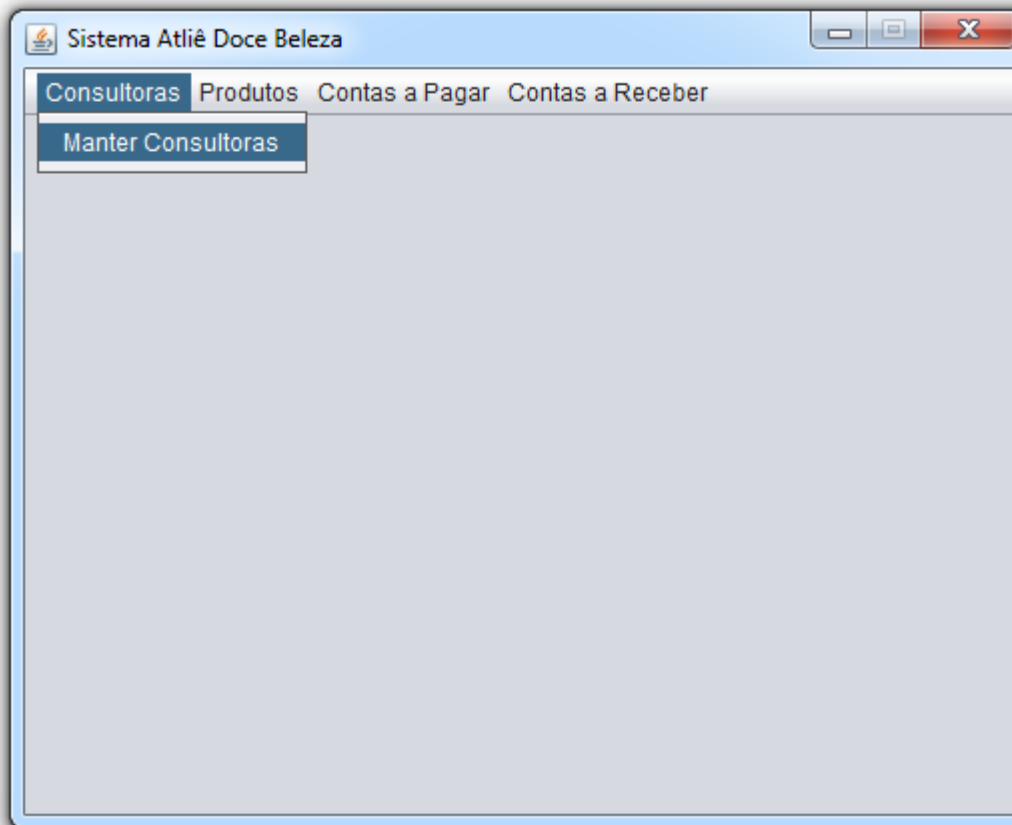 Sistema Atliê Doce Beleza
Consultoras Produtos Contas a Pagar Contas a Receber
Manter Consultoras